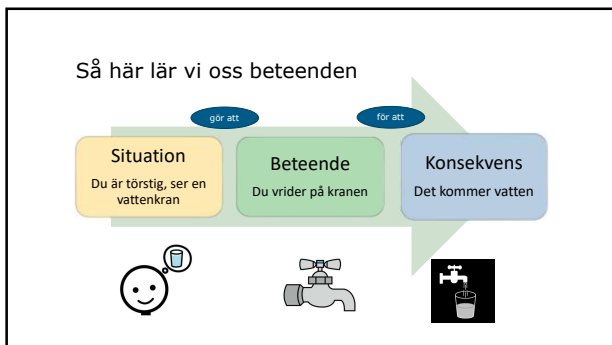 Så här lär vi oss beteenden
gör att
för att
Situation
Du är törstig, ser en
vattenkran
Beteende
Du vrider på kranen
Konsekvens
Det kommer vatten